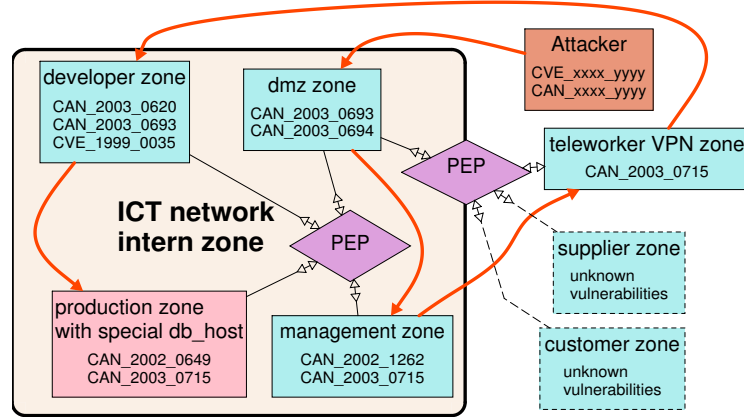 developer zone
CAN_2003_0620
CAN_2003_0693
CVE_1999_0035
dmz zone
CAN_2003_0693
CAN_2003_0694
Attacker
CVE_xxxx_yyyy
CAN_xxxx_yyyy
PEP
teleworker VPN zone
CAN_2003_0715
ICT network
intern zone
PEP
supplier zone
unknown
vulnerabilities
production zone
with special db_host
CAN_2002_0649
CAN_2003_0715
management zone
CAN_2002_1262
CAN_2003_0715
customer zone
unknown
vulnerabilities